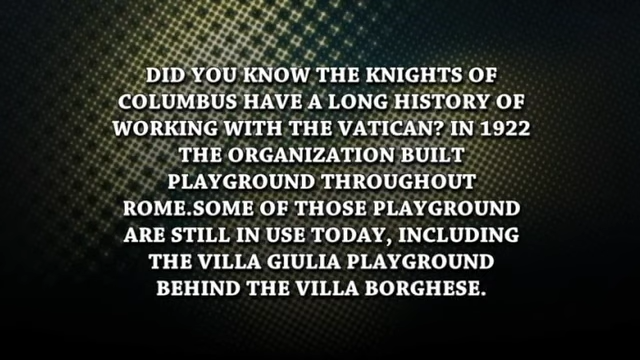 DID YOU KNOW THE KNIGHTS OF
COLUMBUS HAVE A LONG HISTORY OF
WORKING WITH THE VATICAN? IN 1922
THE ORGANIZATION BUILT
PLAYGROUND THROUGHOUT
ROME.SOME OF THOSE PLAYGROUND
ARE STILL IN USE TODAY, INCLUDING
THE VILLA GIULIA PLAYGROUND
BEHIND THE VILLA BORGHESE.